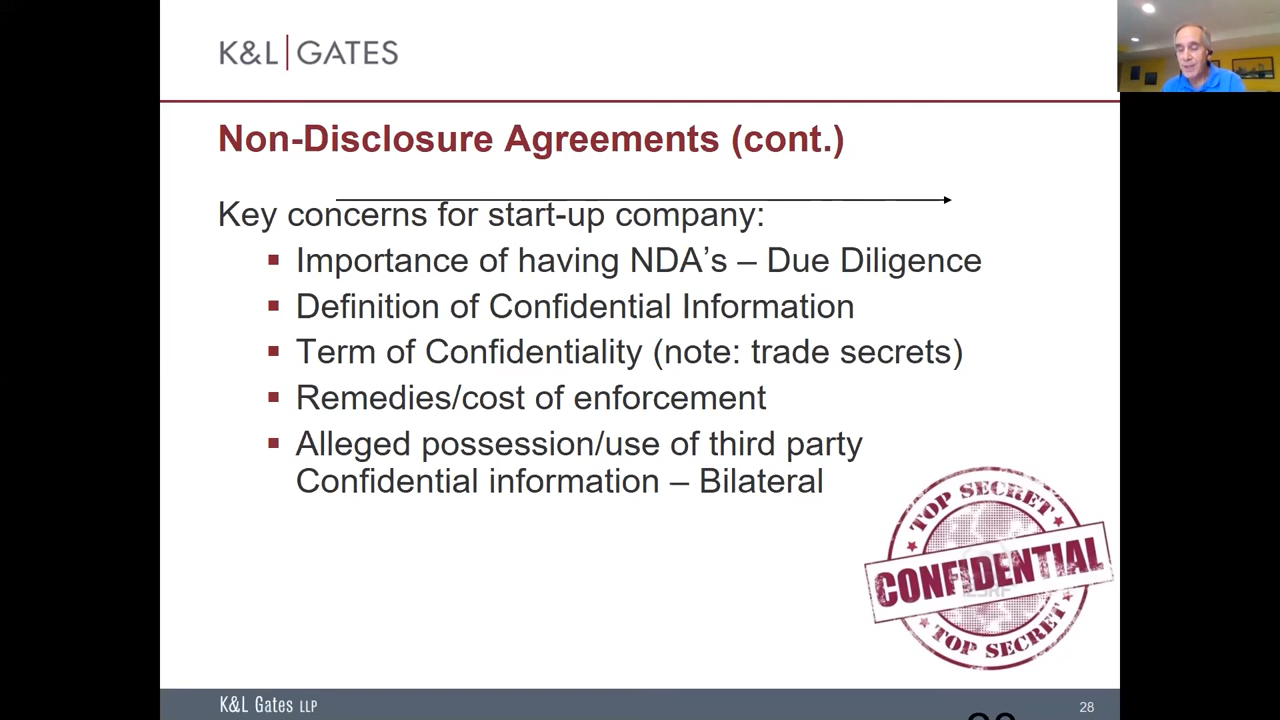 K&L|GATES
Non-Disclosure Agreements (cont.)
Key concerns for start-up company:
Importance of having NDA's – Due Diligence
Definition of Confidential Information
Term of Confidentiality (note: trade secrets)
Remedies/cost of enforcement
Alleged possession/use of third party
Confidential information – Bilateral
TOP SECRET
CONFIDENTIAL
TOP SECRET
K&L Gates LLP
28